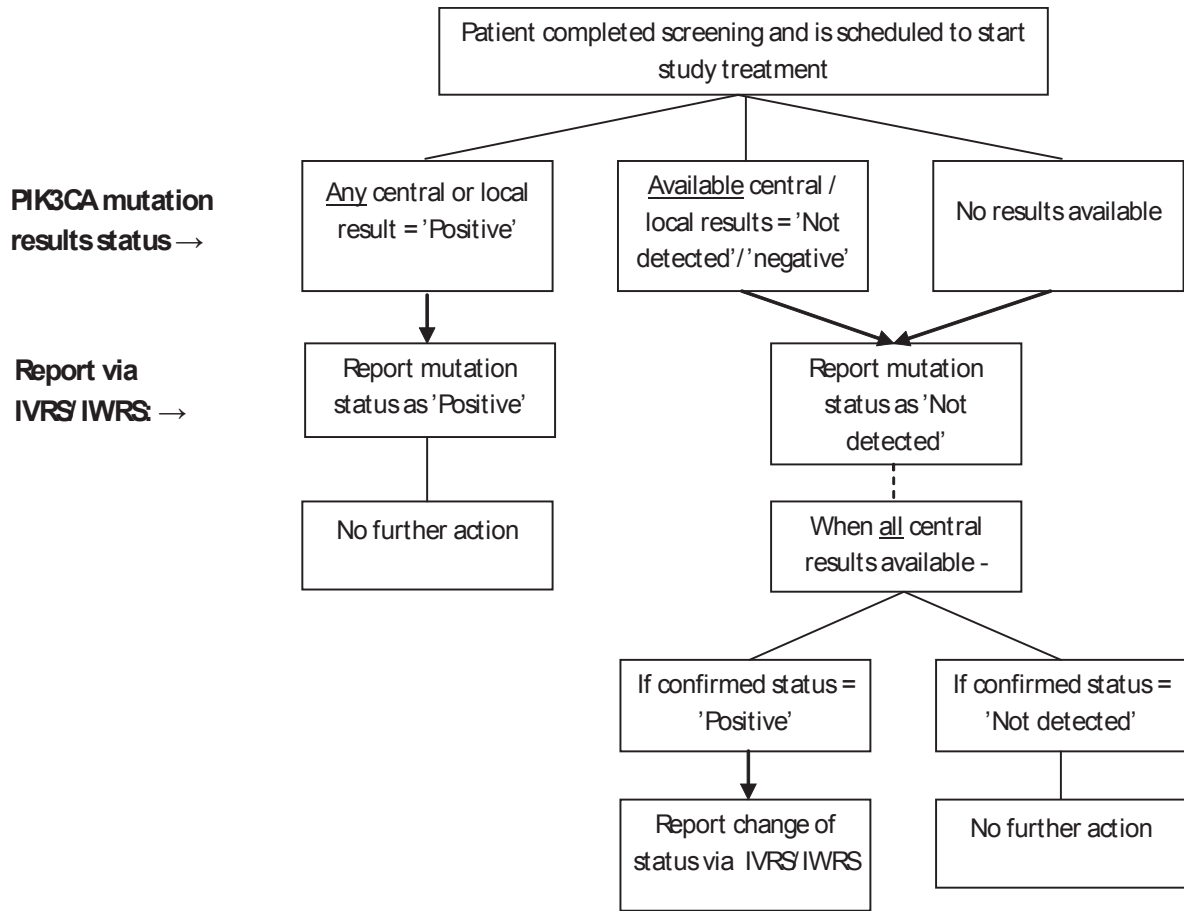 Patient completed screening and is scheduled to start
study treatment
PIK3CA mutation
results status →
Any central or local
result = 'Positive'
Available central /
local results = 'Not
detected'/ 'negative'
No results available
Report via
IVRS/ IWRS: →
Report mutation
status as 'Positive'
Report mutation
status as 'Not
detected'
No further action
When all central
results available -
If confirmed status =
'Positive'
If confirmed status =
'Not detected'
Report change of
status via IVRS/ IWRS
No further action